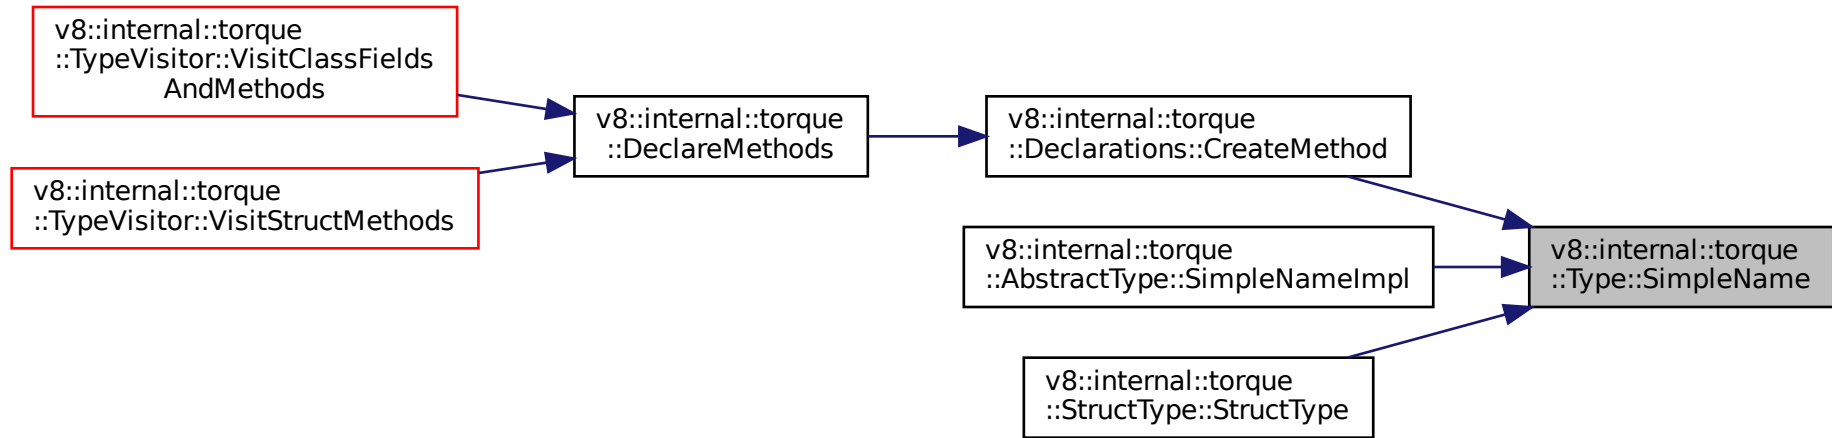 v8::internal::torque
::TypeVisitor::VisitClassFields
AndMethods
v8::internal::torque
::TypeVisitor::VisitStructMethods
v8::internal::torque
::DeclareMethods
v8::internal::torque
::Declarations::CreateMethod
v8::internal::torque
::AbstractType::SimpleNameImpl
v8::internal::torque
::StructType::StructType
v8::internal::torque
::Type::SimpleName